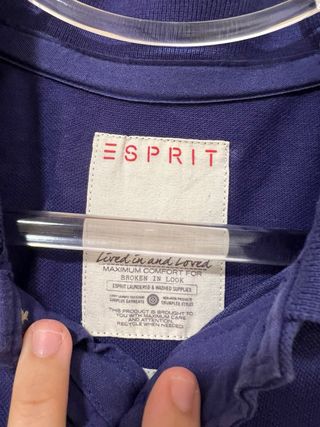 ESPRIT
Lived in and Loved
MAXIMUM COMFORT FOR
BROKEN IN LOOK
ESPRIT LAUNDERED & WASHED SUPPLIES
THIS PRODUCT IS BROUGHT TO
YOU WITH MAXIMUM CARE
AND ATTENTION.
RECYCLE WHEN NEEDED.